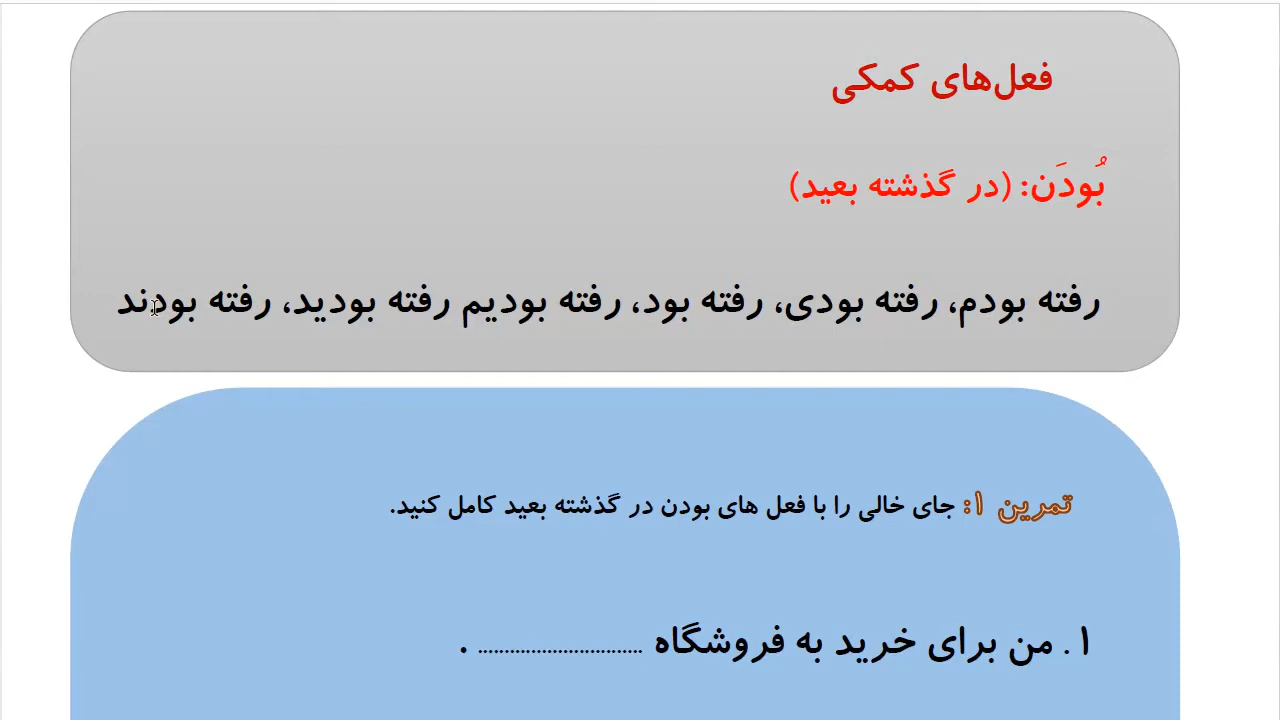 فعل‌های کمکی
بُودَن: (در گذشته بعید)
رفته بودم، رفته بودی، رفته بود، رفته بودیم رفته بودید، رفته بودند
تمرین ۱: جای خالی را با فعل های بودن در گذشته بعید کامل کنید.
۱. من برای خرید به فروشگاه ............................... .